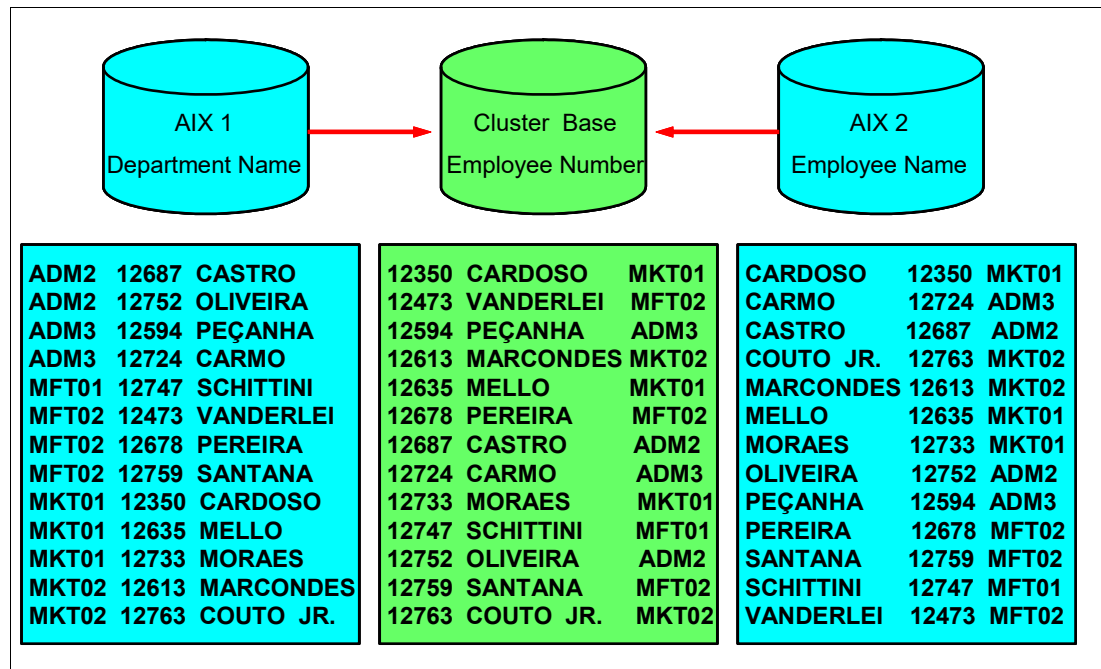 AIX 1
Department Name
Cluster Base
Employee Number
AIX 2
Employee Name
ADM2 12687 CASTRO
ADM2 12752 OLIVEIRA
ADM3 12594 PEÇANHA
ADM3 12724 CARMO
MFT01 12747 SCHITTINI
MFT02 12473 VANDERLEI
MFT02 12678 PEREIRA
MFT02 12759 SANTANA
MKT01 12350 CARDOSO
MKT01 12635 MELLO
MKT01 12733 MORAES
MKT02 12613 MARCONDES
MKT02 12763 COUTO JR.
12350 CARDOSO MKT01
12473 VANDERLEI MFT02
12594 PEÇANHA ADM3
12613 MARCONDES MKT02
12635 MELLO MKT01
12678 PEREIRA MFT02
12687 CASTRO ADM2
12724 CARMO ADM3
12733 MORAES MKT01
12747 SCHITTINI MFT01
12752 OLIVEIRA ADM2
12759 SANTANA MFT02
12763 COUTO JR. MKT02
CARDOSO 12350 MKT01
CARMO 12724 ADM3
CASTRO 12687 ADM2
COUTO JR. 12763 MKT02
MARCONDES 12613 MKT02
MELLO 12635 MKT01
MORAES 12733 MKT01
OLIVEIRA 12752 ADM2
PEÇANHA 12594 ADM3
PEREIRA 12678 MFT02
SANTANA 12759 MFT02
SCHITTINI 12747 MFT01
VANDERLEI 12473 MFT02